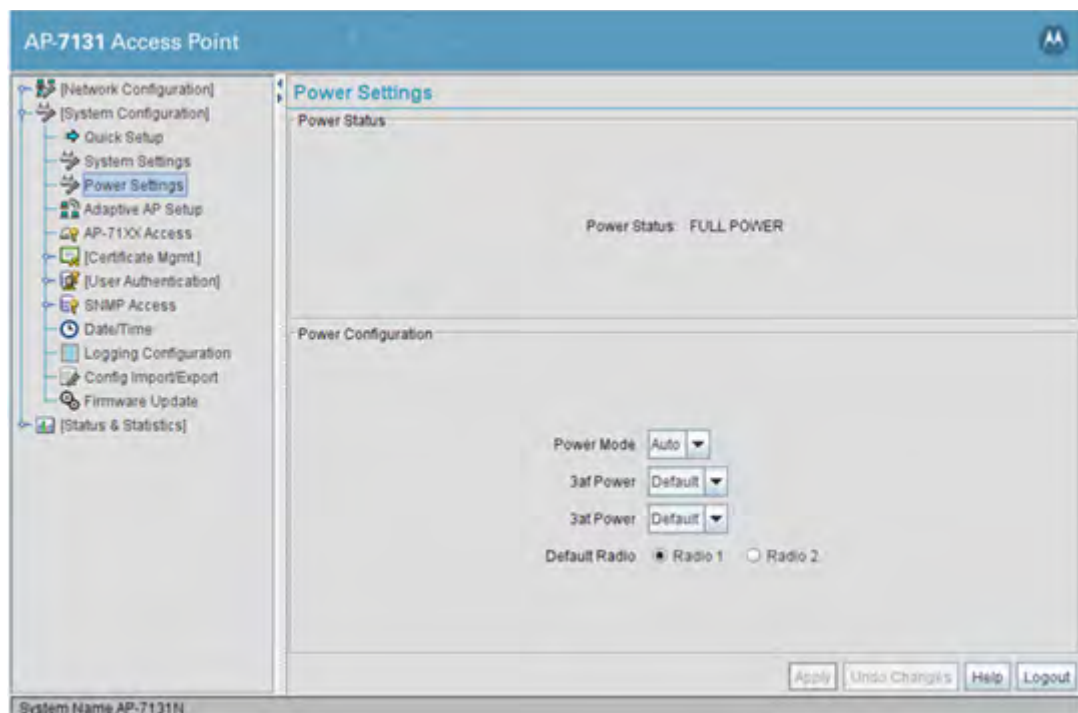 AP-7131 Access Point
[Network Configuration]
[System Configuration]
Quick Setup
System Settings
Power Settings
Adaptive AP Setup
AP-71XX Access
[Certificate Mgmt.]
[User Authentication]
SNMP Access
Date/Time
Logging Configuration
Config Import/Export
Firmware Update
[Status & Statistics]
Power Settings
Power Status
Power Status: FULL POWER
Power Configuration
Power Mode Auto
3af Power Default
3at Power Default
Default Radio Radio 1 Radio 2
Apply Undo Changes Help Logout
System Name AP-7131N